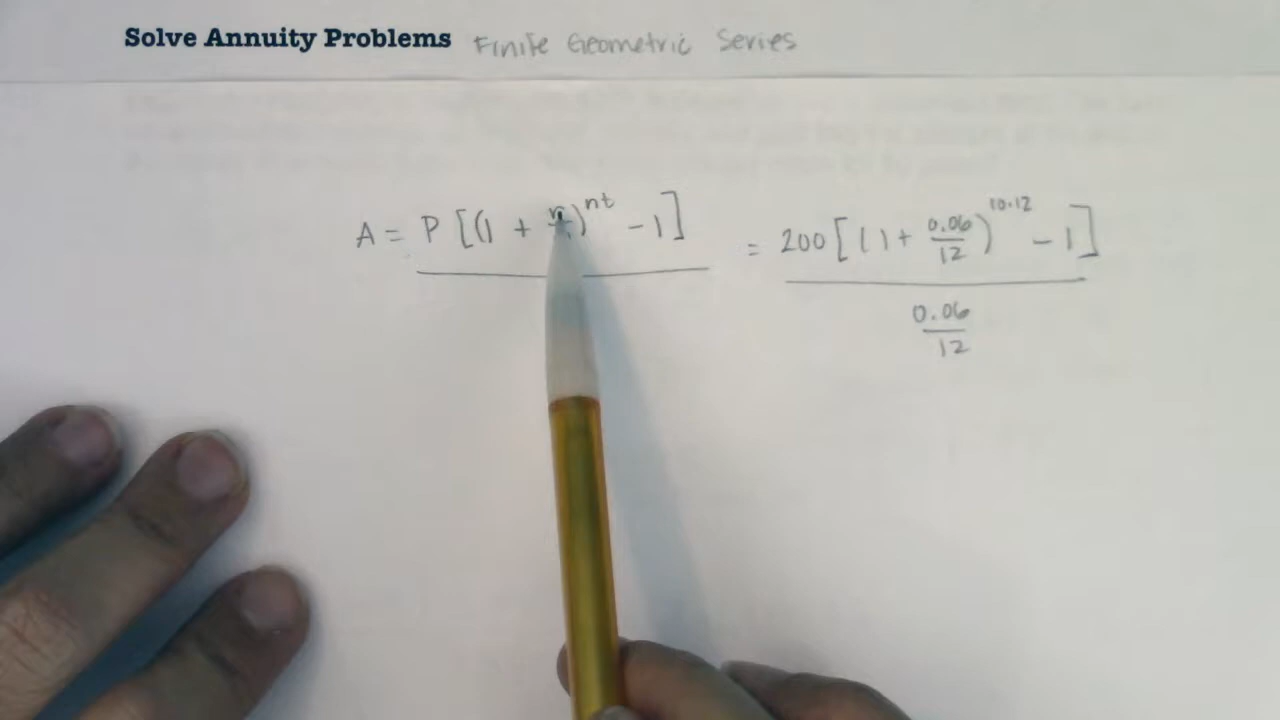 Solve Annuity Problems Finite Geometric Series
A = P [(1 + r )^nt - 1] = 200 [ (1 + 0.06/12)^10·12 - 1]
0.06
12